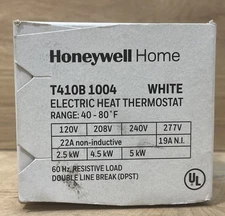 Honeywell Home
T410B 1004 WHITE
ELECTRIC HEAT THERMOSTAT
RANGE: 40 - 80°F
120V 208V 240V 277V
22A non-inductive 19A N.I.
2.5 kW 4.5 kW 5 kW
60 Hz, RESISTIVE LOAD
DOUBLE LINE BREAK (DPST)
UL